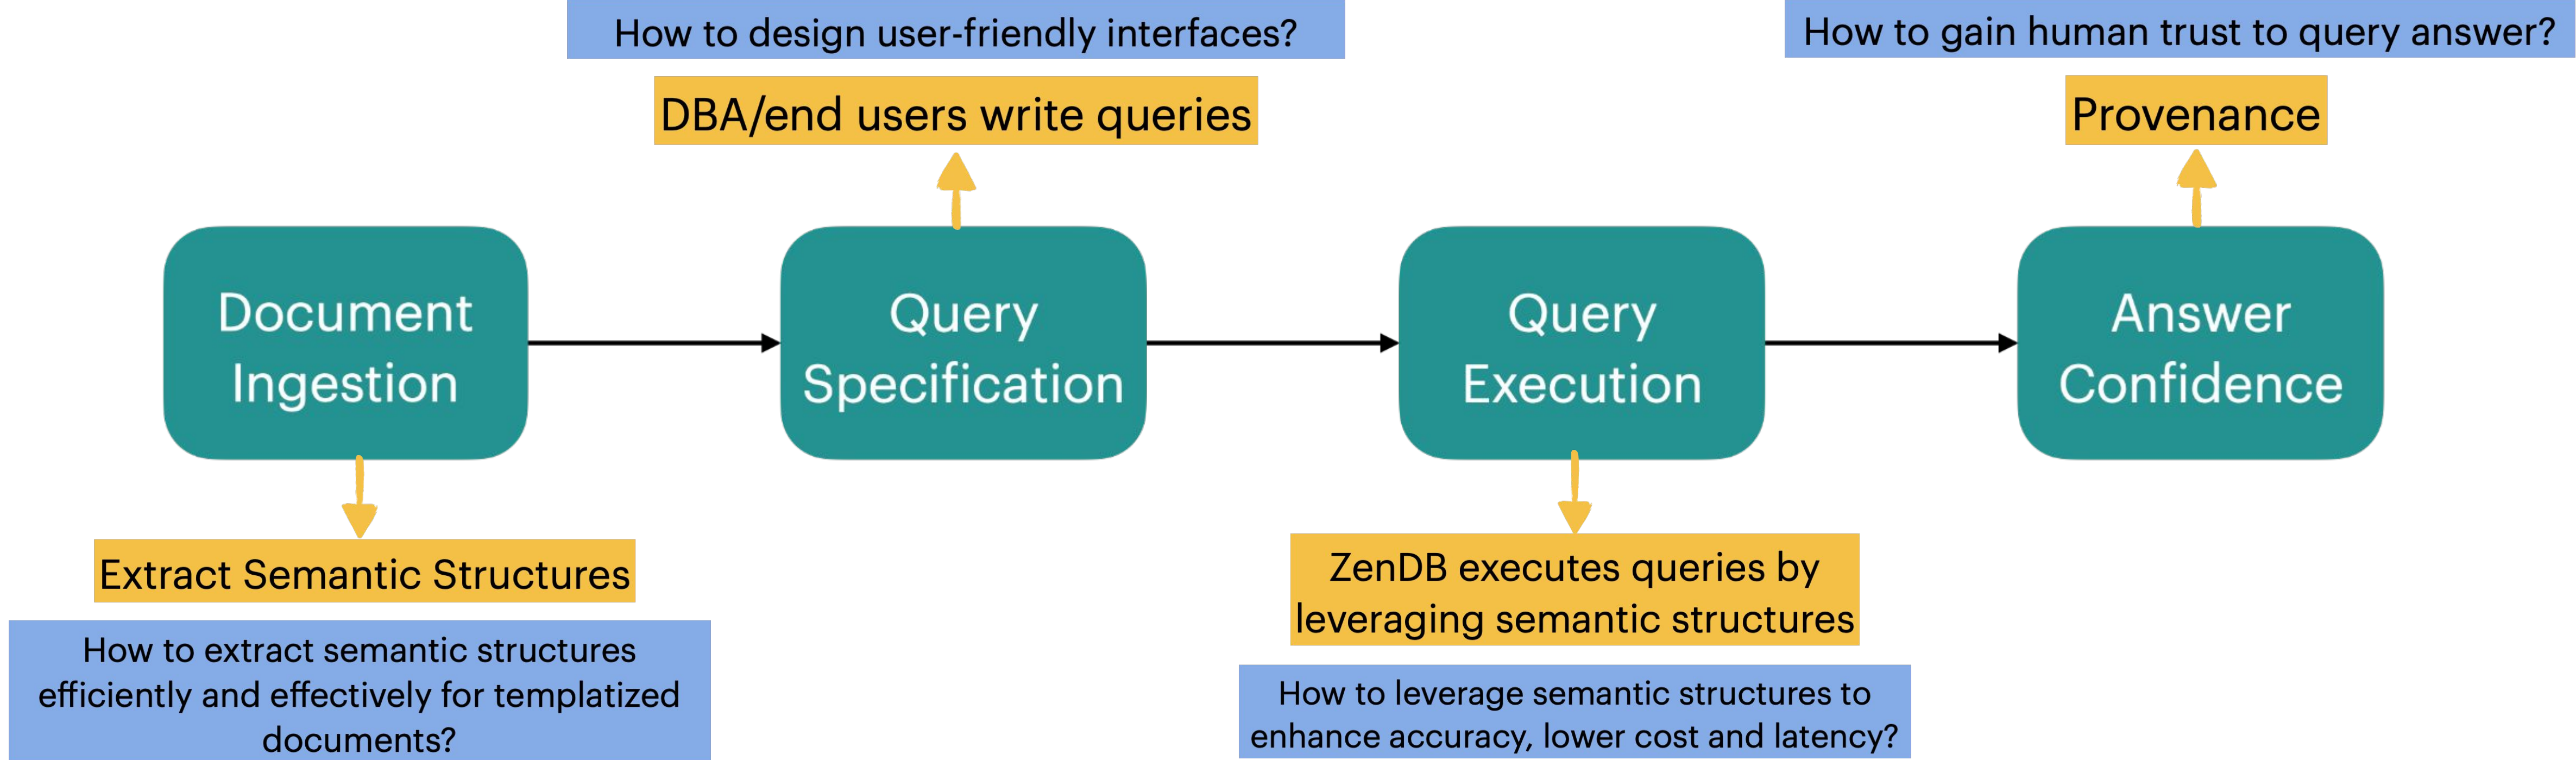 How to design user-friendly interfaces?
How to gain human trust to query answer?
DBA/end users write queries
Provenance
Document
Ingestion
Query
Specification
Query
Execution
Answer
Confidence
Extract Semantic Structures
ZenDB executes queries by
leveraging semantic structures
How to extract semantic structures
efficiently and effectively for templatized
documents?
How to leverage semantic structures to
enhance accuracy, lower cost and latency?